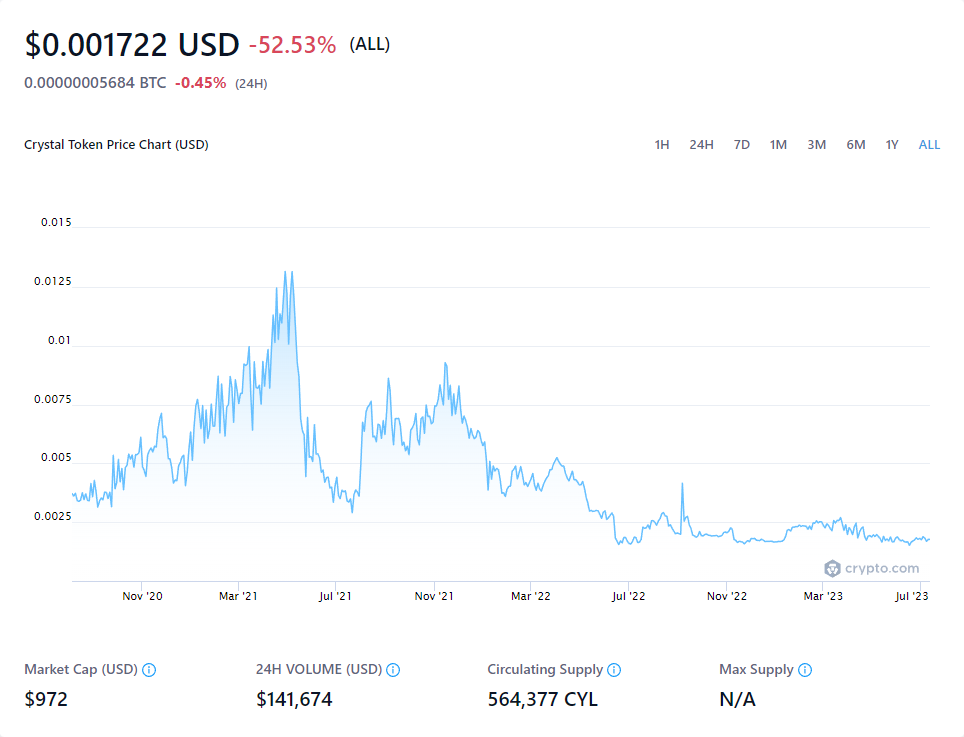 $0.001722 USD -52.53% (ALL)
0.00000005684 BTC -0.45% (24H)
Crystal Token Price Chart (USD) 1H 24H 7D 1M 3M 6M 1Y ALL
0.015
0.0125
0.01
0.0075
0.005
0.0025
crypto.com
Nov '20 Mar '21 Jul '21 Nov '21 Mar '22 Jul '22 Nov '22 Mar '23 Jul '23
Market Cap (USD) 24H VOLUME (USD) Circulating Supply Max Supply
$972 $141,674 564,377 CYL N/A